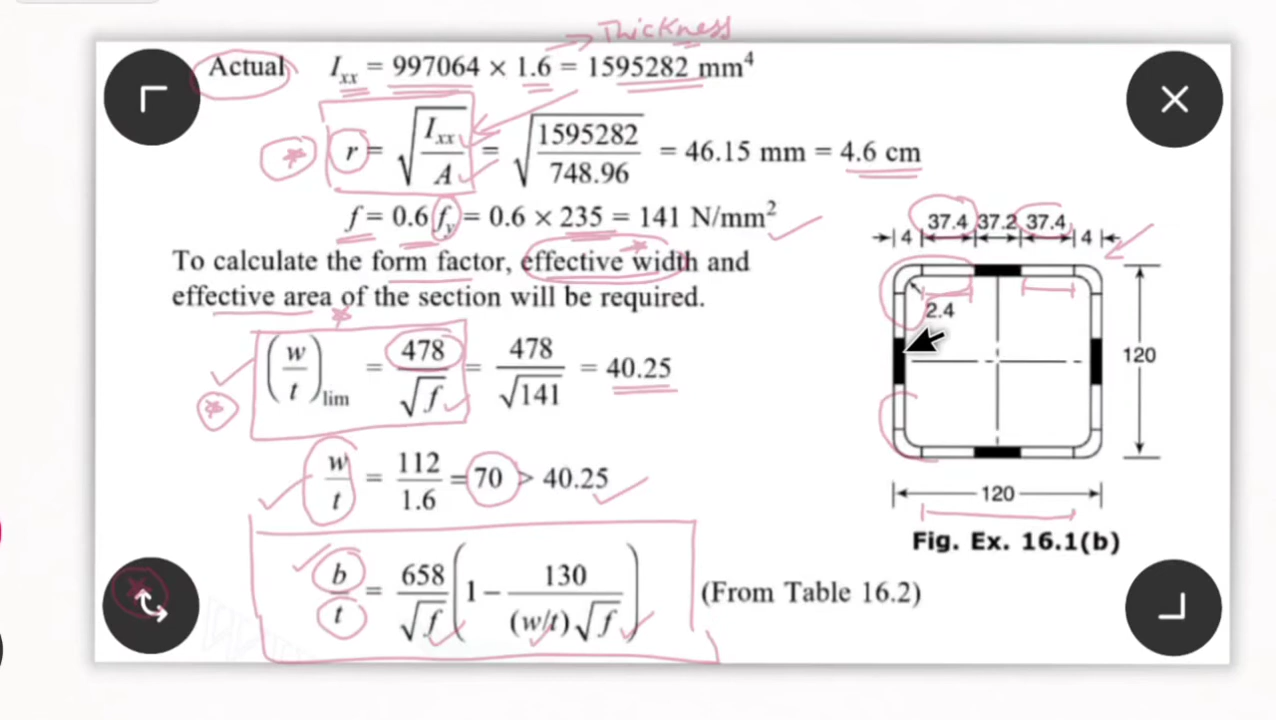 Thickness
Actual I_xx = 997064 × 1.6 = 1595282 mm⁴
r = √(I_xx / A) = √(1595282 / 748.96) = 46.15 mm = 4.6 cm
f = 0.6 f_y = 0.6 × 235 = 141 N/mm²
To calculate the form factor, effective width and
effective area of the section will be required.
(w/t)_lim = 478/√f = 478/√141 = 40.25
w/t = 112/1.6 = 70 > 40.25
b/t = 658/√f (1 − 130/((w/t)√f)) (From Table 16.2)
4 37.4 37.2 37.4 4
2.4
120
120
Fig. Ex. 16.1(b)